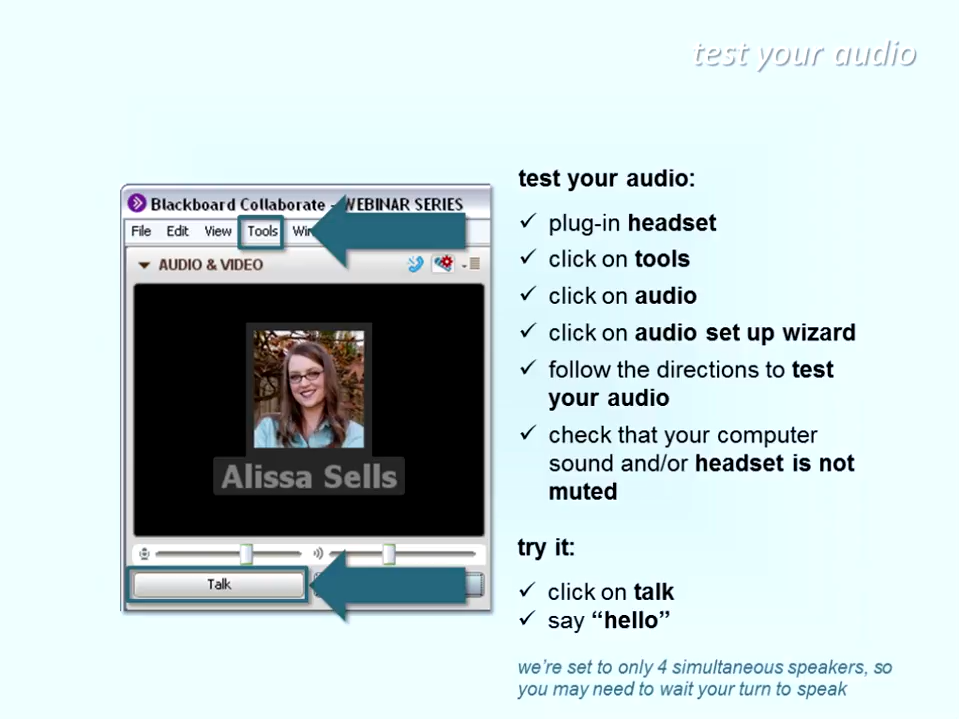 test your audio
test your audio:
✓ plug-in headset
✓ click on tools
✓ click on audio
✓ click on audio set up wizard
✓ follow the directions to test
your audio
✓ check that your computer
sound and/or headset is not
muted
try it:
✓ click on talk
✓ say “hello”
we’re set to only 4 simultaneous speakers, so
you may need to wait your turn to speak
Blackboard Collaborate - WEBINAR SERIES
File Edit View Tools
AUDIO & VIDEO
Alissa Sells
Talk